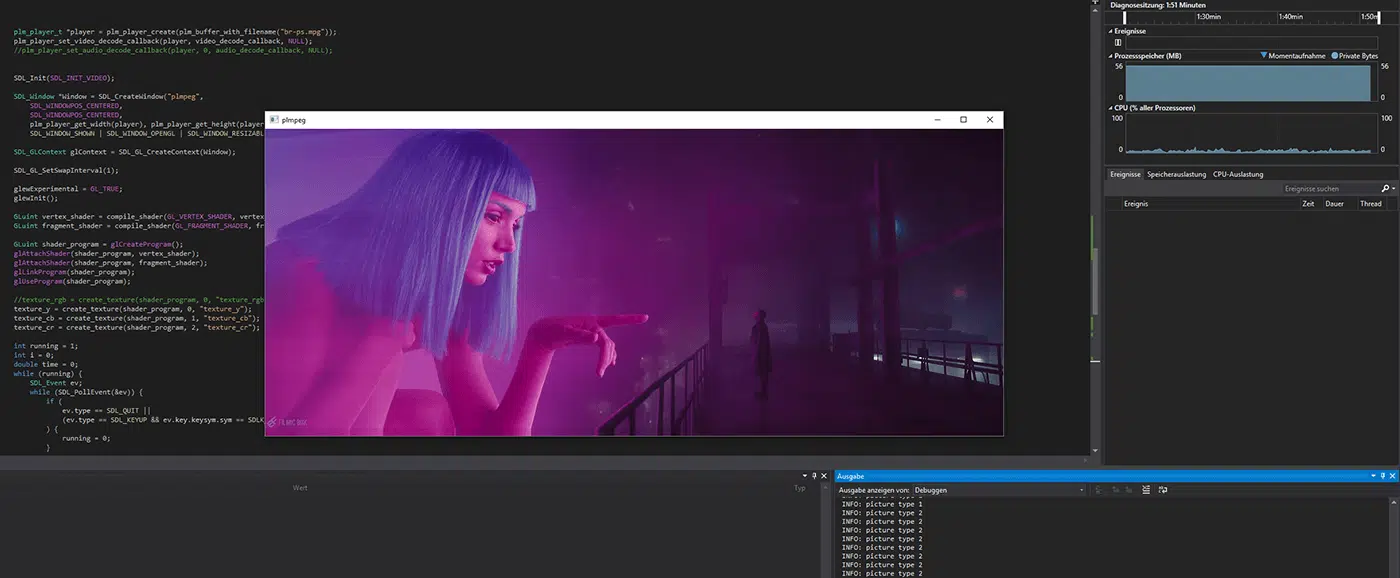 plm_player_t *player = plm_player_create(plm_buffer_with_filename("br-ps.mpg"));
plm_player_set_video_decode_callback(player, video_decode_callback, NULL);
//plm_player_set_audio_decode_callback(player, 0, audio_decode_callback, NULL);
SDL_Init(SDL_INIT_VIDEO);
SDL_Window *Window = SDL_CreateWindow("plmpeg",
SDL_WINDOWPOS_CENTERED,
SDL_WINDOWPOS_CENTERED,
plm_player_get_width(player), plm_player_get_height(player
SDL_WINDOW_SHOWN | SDL_WINDOW_OPENGL | SDL_WINDOW_RESIZABL
SDL_GLContext glContext = SDL_GL_CreateContext(Window);
SDL_GL_SetSwapInterval(1);
glewExperimental = GL_TRUE;
glewInit();
GLuint vertex_shader = compile_shader(GL_VERTEX_SHADER, vertex
GLuint fragment_shader = compile_shader(GL_FRAGMENT_SHADER, fr
GLuint shader_program = glCreateProgram();
glAttachShader(shader_program, vertex_shader);
glAttachShader(shader_program, fragment_shader);
glLinkProgram(shader_program);
glUseProgram(shader_program);
//texture_rgb = create_texture(shader_program, 0, "texture_rgb
texture_y = create_texture(shader_program, 0, "texture_y");
texture_cb = create_texture(shader_program, 1, "texture_cb");
texture_cr = create_texture(shader_program, 2, "texture_cr");
int running = 1;
int i = 0;
double time = 0;
while (running) {
SDL_Event ev;
while (SDL_PollEvent(&ev)) {
if (
ev.type == SDL_QUIT ||
(ev.type == SDL_KEYUP && ev.key.keysym.sym == SDLK
) {
running = 0;
}
plmpeg
FILMIC BOX
Diagnosesitzung: 1:51 Minuten
1:30min 1:40min 1:50m
Ereignisse
Prozessspeicher (MB) Momentaufnahme Private Bytes
56 56
0 0
CPU (% aller Prozessoren)
100 100
0 0
Ereignisse Speicherauslastung CPU-Auslastung
Ereignisse suchen
Ereignis Zeit Dauer Thread
Wert Typ
Ausgabe
Ausgabe anzeigen von: Debuggen
INFO: picture type 1
INFO: picture type 2
INFO: picture type 2
INFO: picture type 2
INFO: picture type 2
INFO: picture type 2
INFO: picture type 2
INFO: picture type 2
INFO: picture type 2